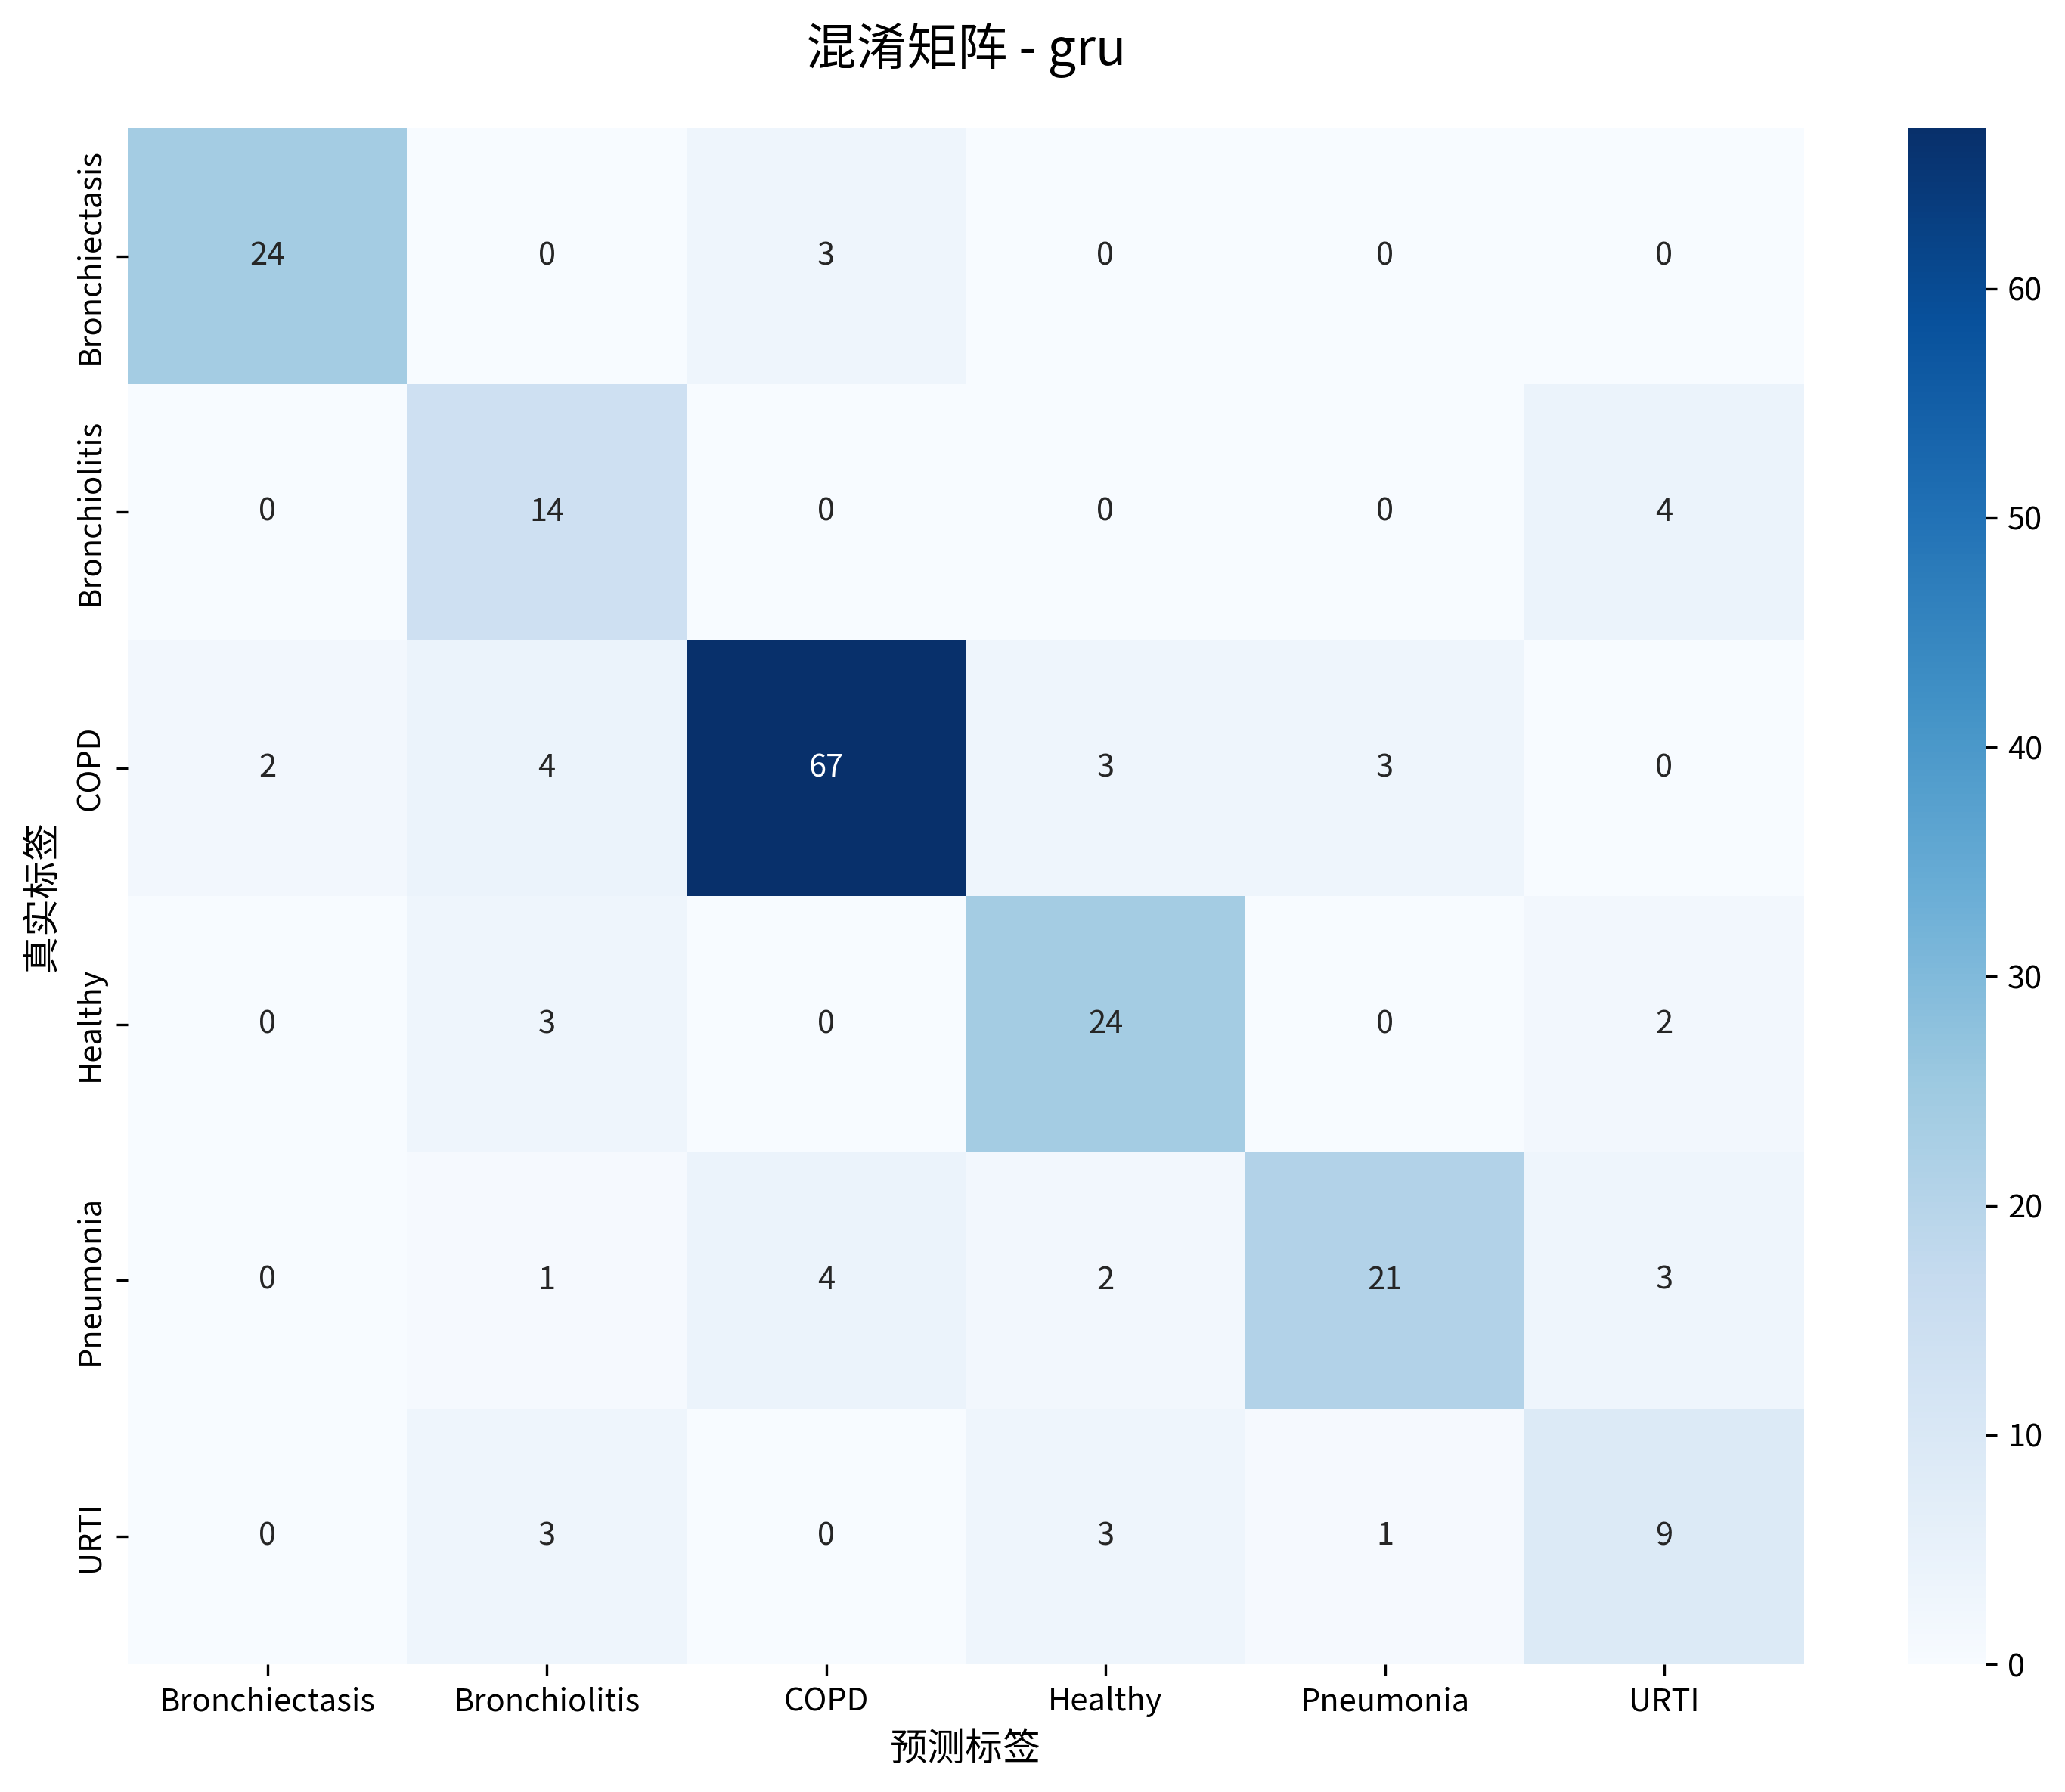 混淆矩阵 - gru
真实标签
Bronchiectasis 24 0 3 0 0 0
Bronchiolitis 0 14 0 0 0 4
COPD 2 4 67 3 3 0
Healthy 0 3 0 24 0 2
Pneumonia 0 1 4 2 21 3
URTI 0 3 0 3 1 9
Bronchiectasis Bronchiolitis COPD Healthy Pneumonia URTI
预测标签
60
50
40
30
20
10
0